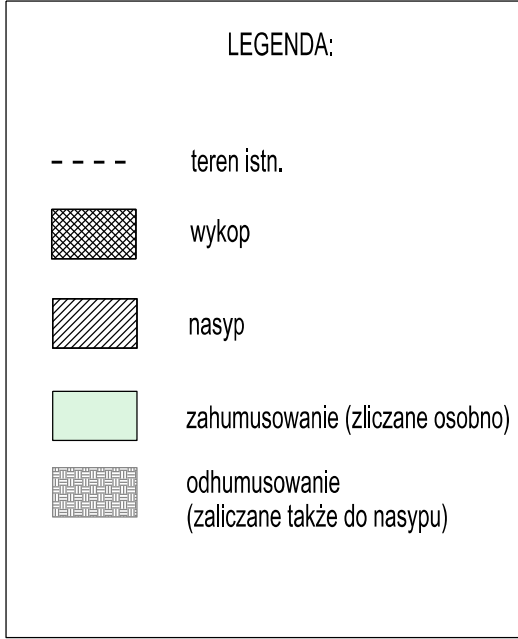 LEGENDA:
teren istn.
wykop
nasyp
zahumusowanie (zliczane osobno)
odhumusowanie
(zaliczane także do nasypu)